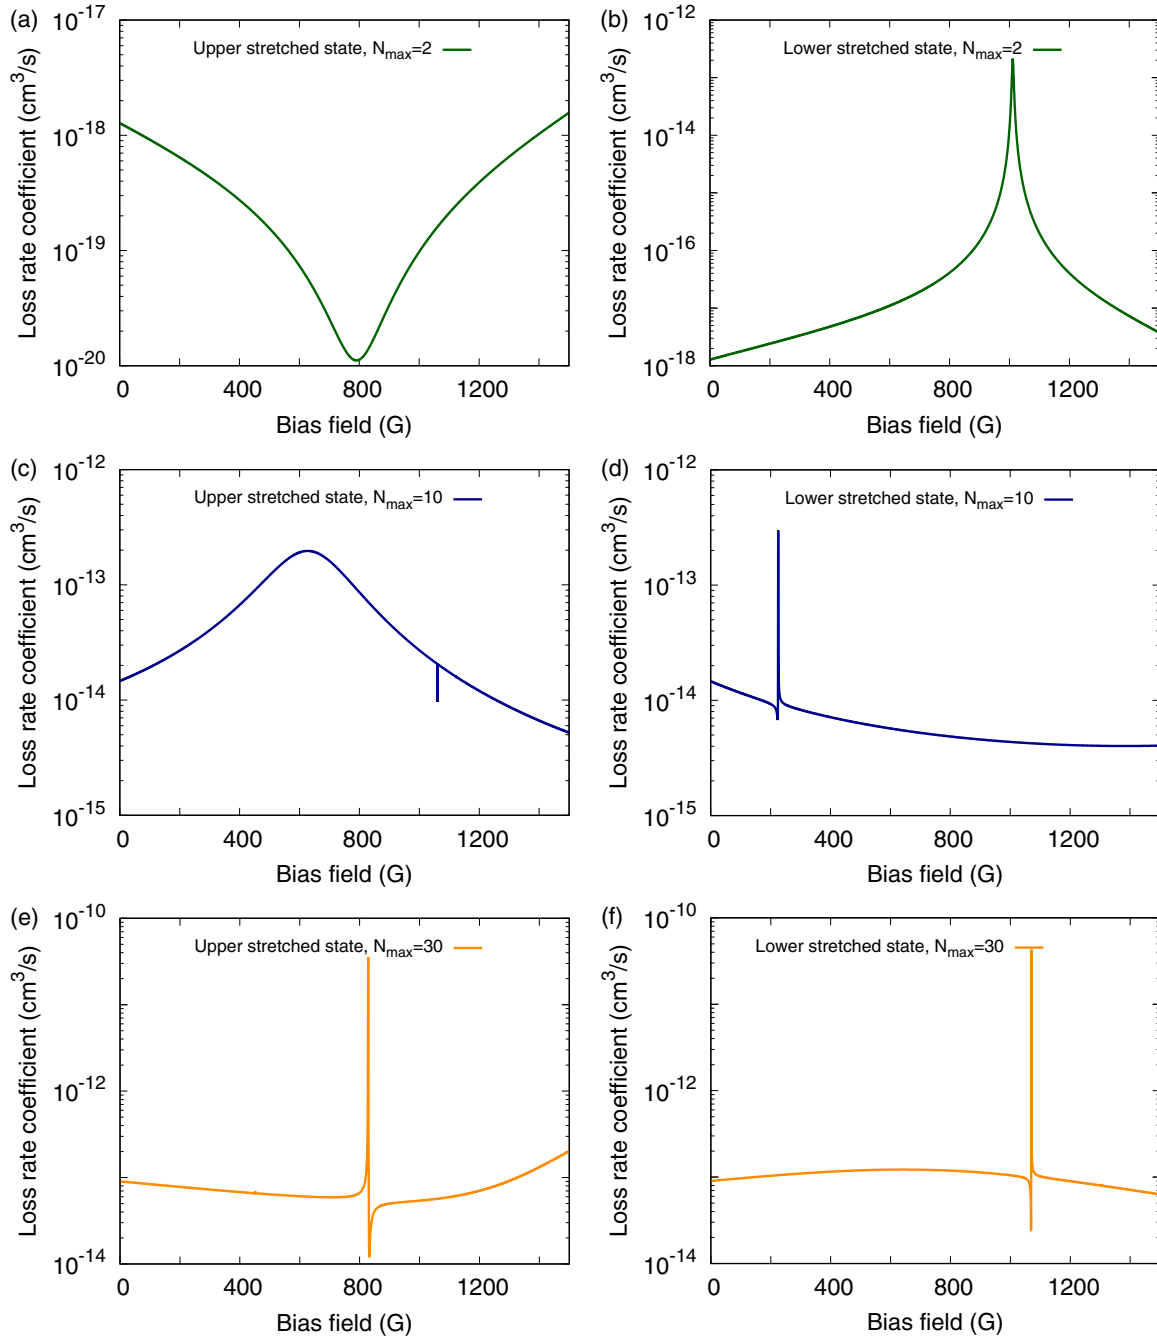 (a)
10^-17
10^-18
10^-19
10^-20
Loss rate coefficient (cm^3/s)
Upper stretched state, N_max=2
0 400 800 1200
Bias field (G)
(b)
10^-12
10^-14
10^-16
10^-18
Loss rate coefficient (cm^3/s)
Lower stretched state, N_max=2
0 400 800 1200
Bias field (G)
(c)
10^-12
10^-13
10^-14
10^-15
Loss rate coefficient (cm^3/s)
Upper stretched state, N_max=10
0 400 800 1200
Bias field (G)
(d)
10^-12
10^-13
10^-14
10^-15
Loss rate coefficient (cm^3/s)
Lower stretched state, N_max=10
0 400 800 1200
Bias field (G)
(e)
10^-10
10^-12
10^-14
Loss rate coefficient (cm^3/s)
Upper stretched state, N_max=30
0 400 800 1200
Bias field (G)
(f)
10^-10
10^-12
10^-14
Loss rate coefficient (cm^3/s)
Lower stretched state, N_max=30
0 400 800 1200
Bias field (G)